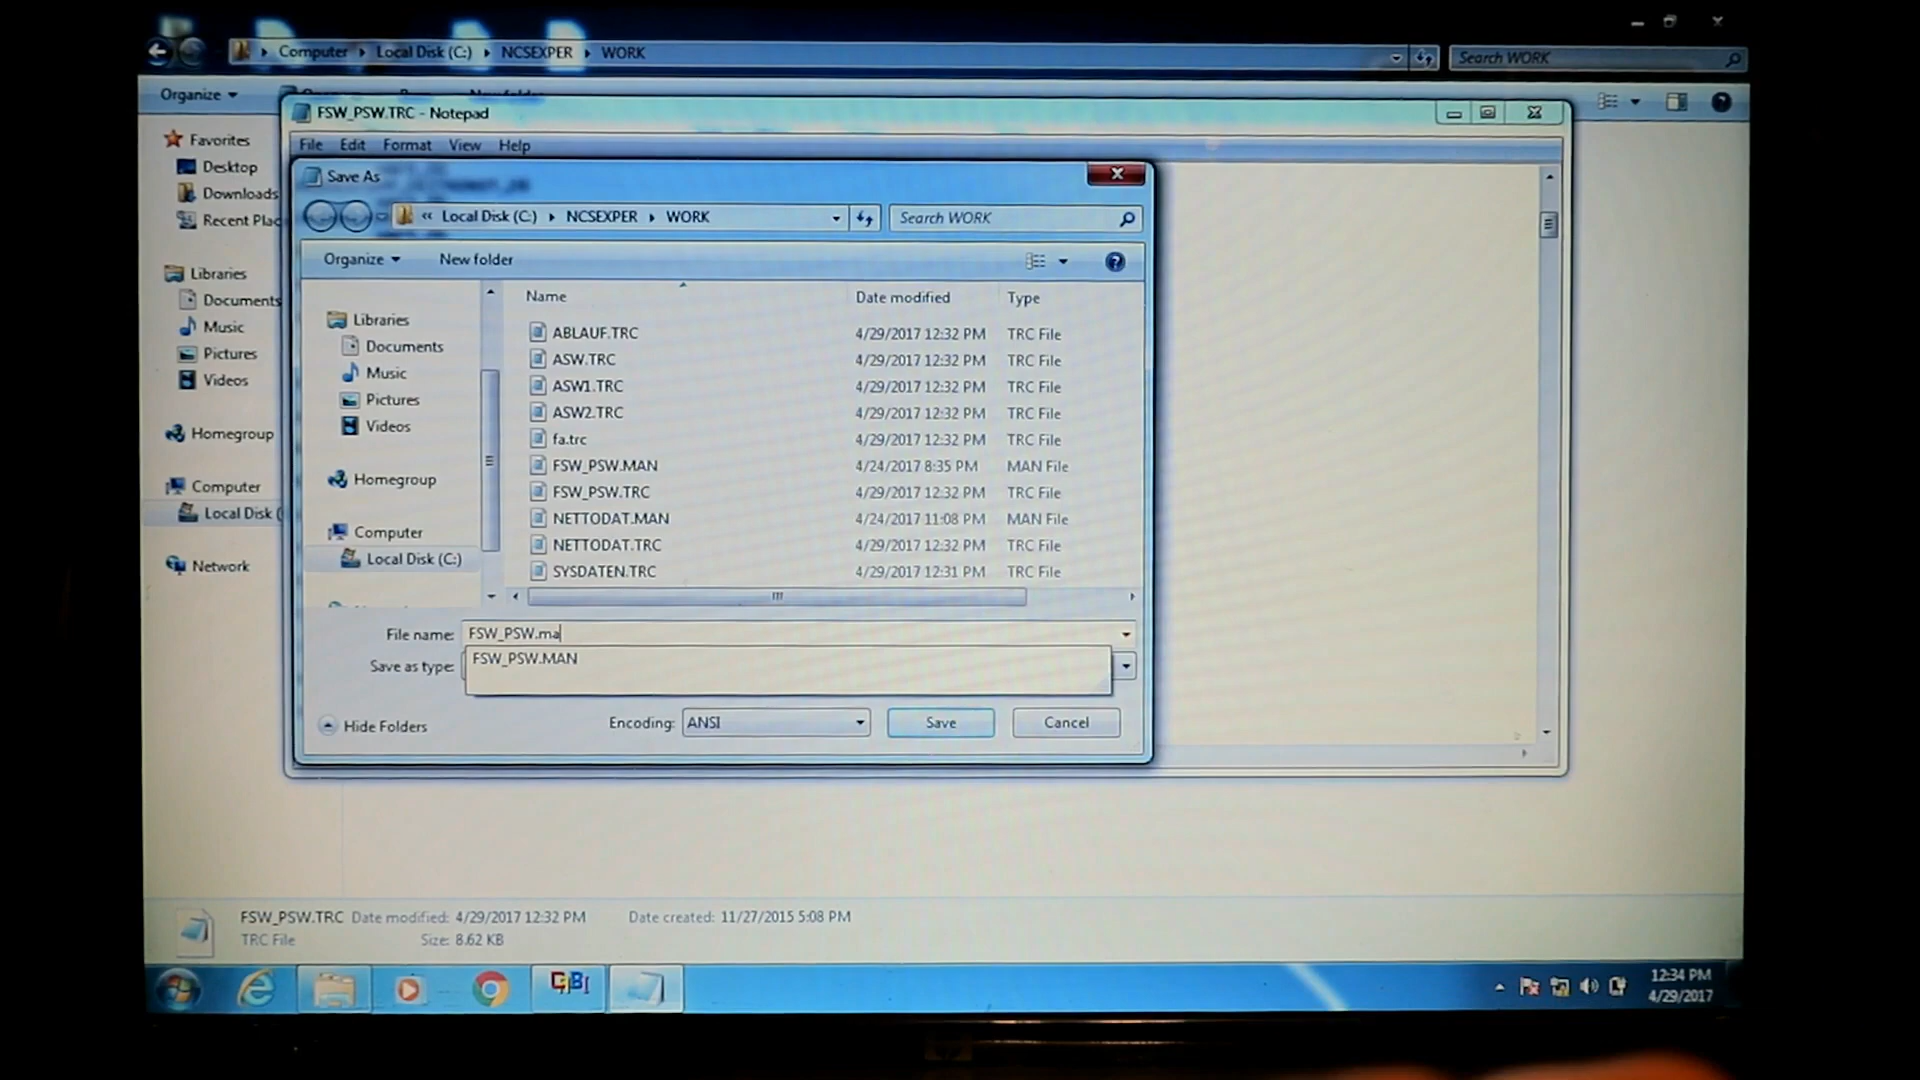 Computer Local Disk (C:) NCSEXPER WORK
Search WORK
Organize
FSW_PSW.TRC - Notepad
File Edit Format View Help
Favorites
Desktop
Downloads
Recent Plac
Libraries
Documents
Music
Pictures
Videos
Homegroup
Computer
Local Disk (
Network
Save As
« Local Disk (C:) NCSEXPER WORK
Search WORK
Organize
New folder
Libraries
Documents
Music
Pictures
Videos
Homegroup
Computer
Local Disk (C:)
Name Date modified Type
ABLAUF.TRC 4/29/2017 12:32 PM TRC File
ASW.TRC 4/29/2017 12:32 PM TRC File
ASW1.TRC 4/29/2017 12:32 PM TRC File
ASW2.TRC 4/29/2017 12:32 PM TRC File
fa.trc 4/29/2017 12:32 PM TRC File
FSW_PSW.MAN 4/24/2017 8:35 PM MAN File
FSW_PSW.TRC 4/29/2017 12:32 PM TRC File
NETTODAT.MAN 4/24/2017 11:08 PM MAN File
NETTODAT.TRC 4/29/2017 12:32 PM TRC File
SYSDATEN.TRC 4/29/2017 12:31 PM TRC File
File name: FSW_PSW.ma
FSW_PSW.MAN
Save as type:
Hide Folders
Encoding: ANSI
Save
Cancel
FSW_PSW.TRC Date modified: 4/29/2017 12:32 PM Date created: 11/27/2015 5:08 PM
TRC File Size: 8.62 KB
12:34 PM
4/29/2017